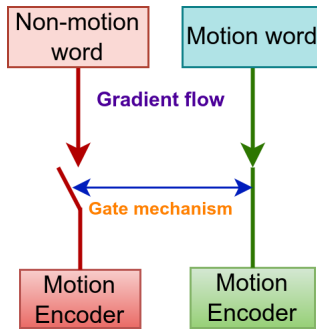 Non-motion
word
Motion word
Gradient flow
Gate mechanism
Motion
Encoder
Motion
Encoder